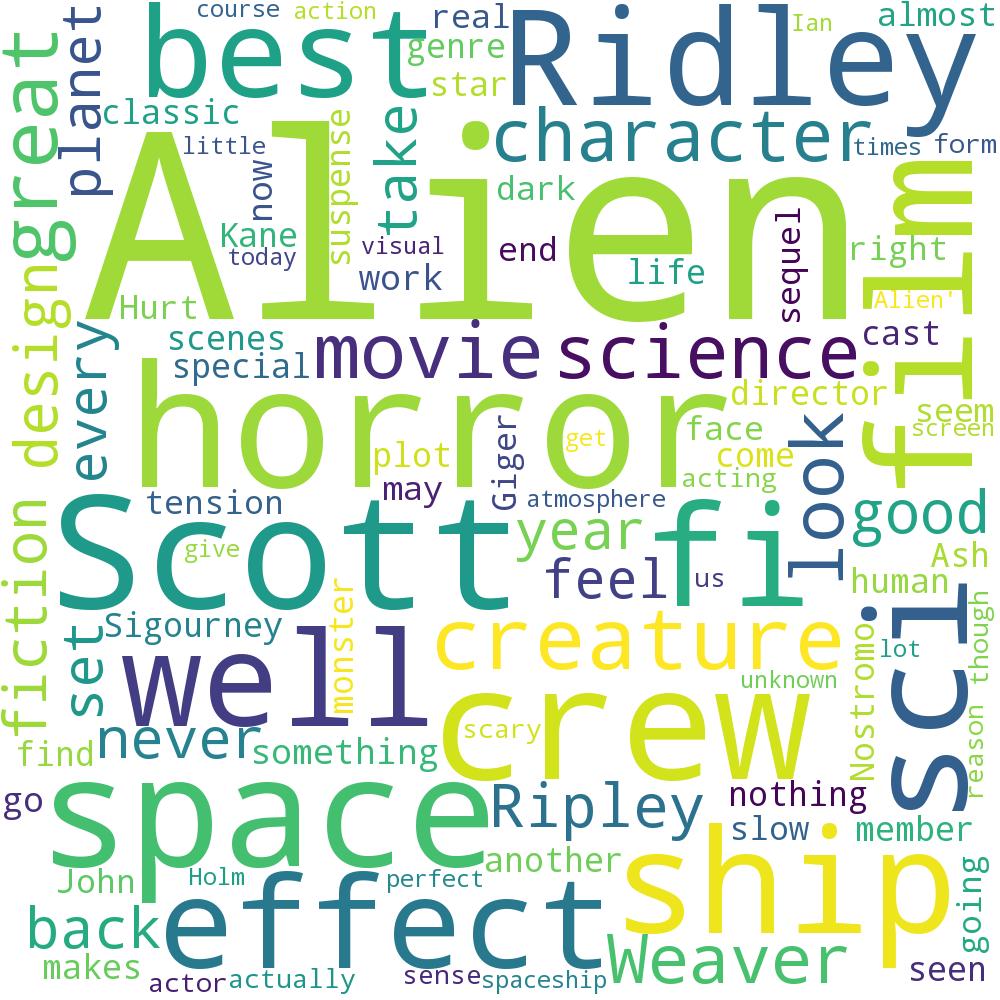 course
action
best
Ridley
real
Ian
almost
genre
star
planet
great
classic
little
now
suspense
take
character
times
form
Alien
dark
Kane
today
visual
work
end
life
sequel
right
film
Hurt
Alien'
design
every
scenes
special
movie
science
cast
director
seem
screen
horror
plot
may
Giger
get
face
come
acting
look
good
tension
atmosphere
Scott
give
year
fi
feel
us
Ash
human
fiction
set
Sigourney
well
monster
creature
unknown
Nostromo
lot
sci
though
reason
find
never
something
crew
scary
go
space
Ripley
nothing
slow
member
another
ship
going
John
Holm
perfect
effect
back
makes
actor
actually
sense
spaceship
Weaver
seen